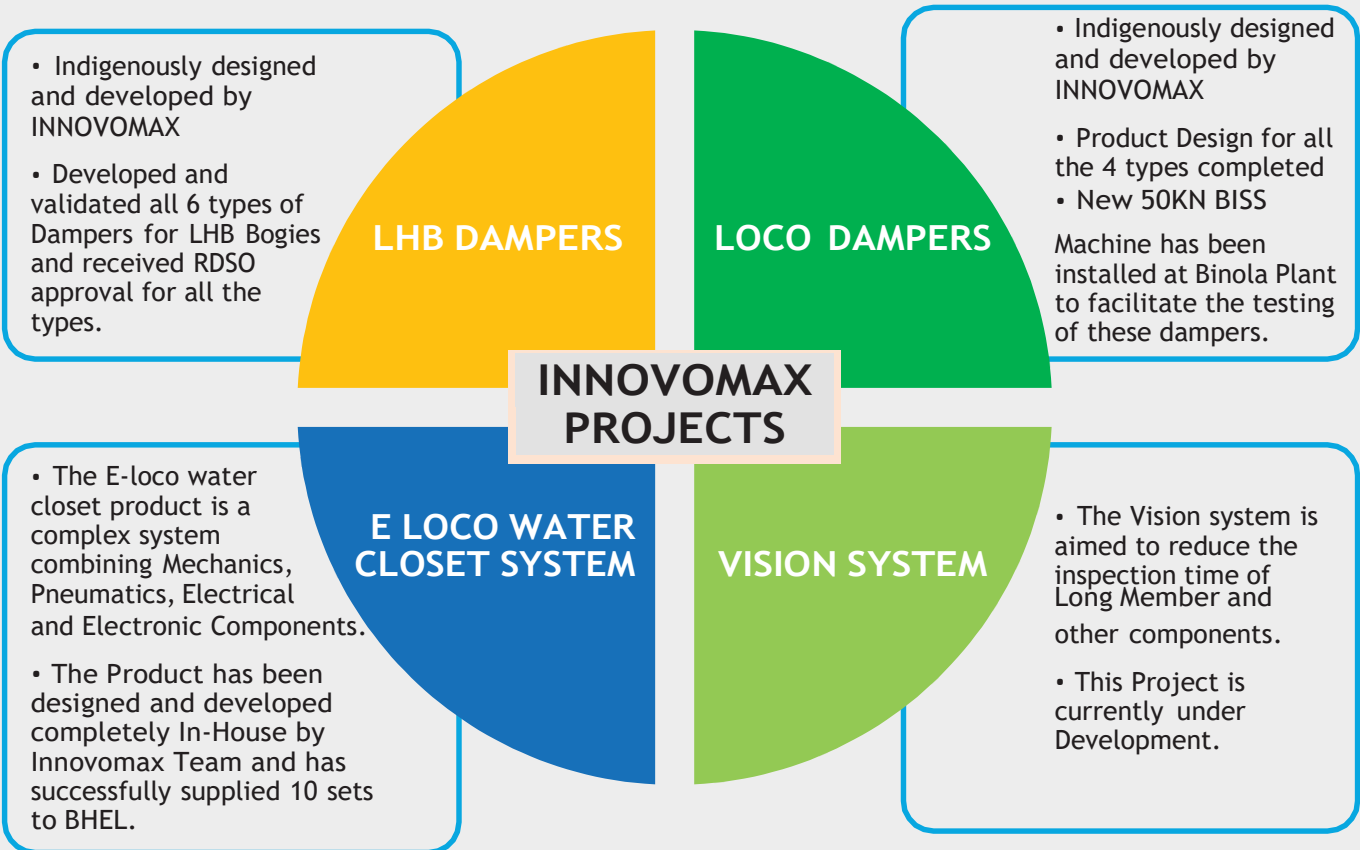 • Indigenously designed
and developed by
INNOVOMAX
• Developed and
validated all 6 types of
Dampers for LHB Bogies
and received RDSO
approval for all the
types.
LHB DAMPERS
LOCO DAMPERS
• Indigenously designed
and developed by
INNOVOMAX
• Product Design for all
the 4 types completed
• New 50KN BISS
Machine has been
installed at Binola Plant
to facilitate the testing
of these dampers.
INNOVOMAX
PROJECTS
• The E-loco water
closet product is a
complex system
combining Mechanics,
Pneumatics, Electrical
and Electronic Components.
• The Product has been
designed and developed
completely In-House by
Innovomax Team and has
successfully supplied 10 sets
to BHEL.
E LOCO WATER
CLOSET SYSTEM
VISION SYSTEM
• The Vision system is
aimed to reduce the
inspection time of
Long Member and
other components.
• This Project is
currently under
Development.